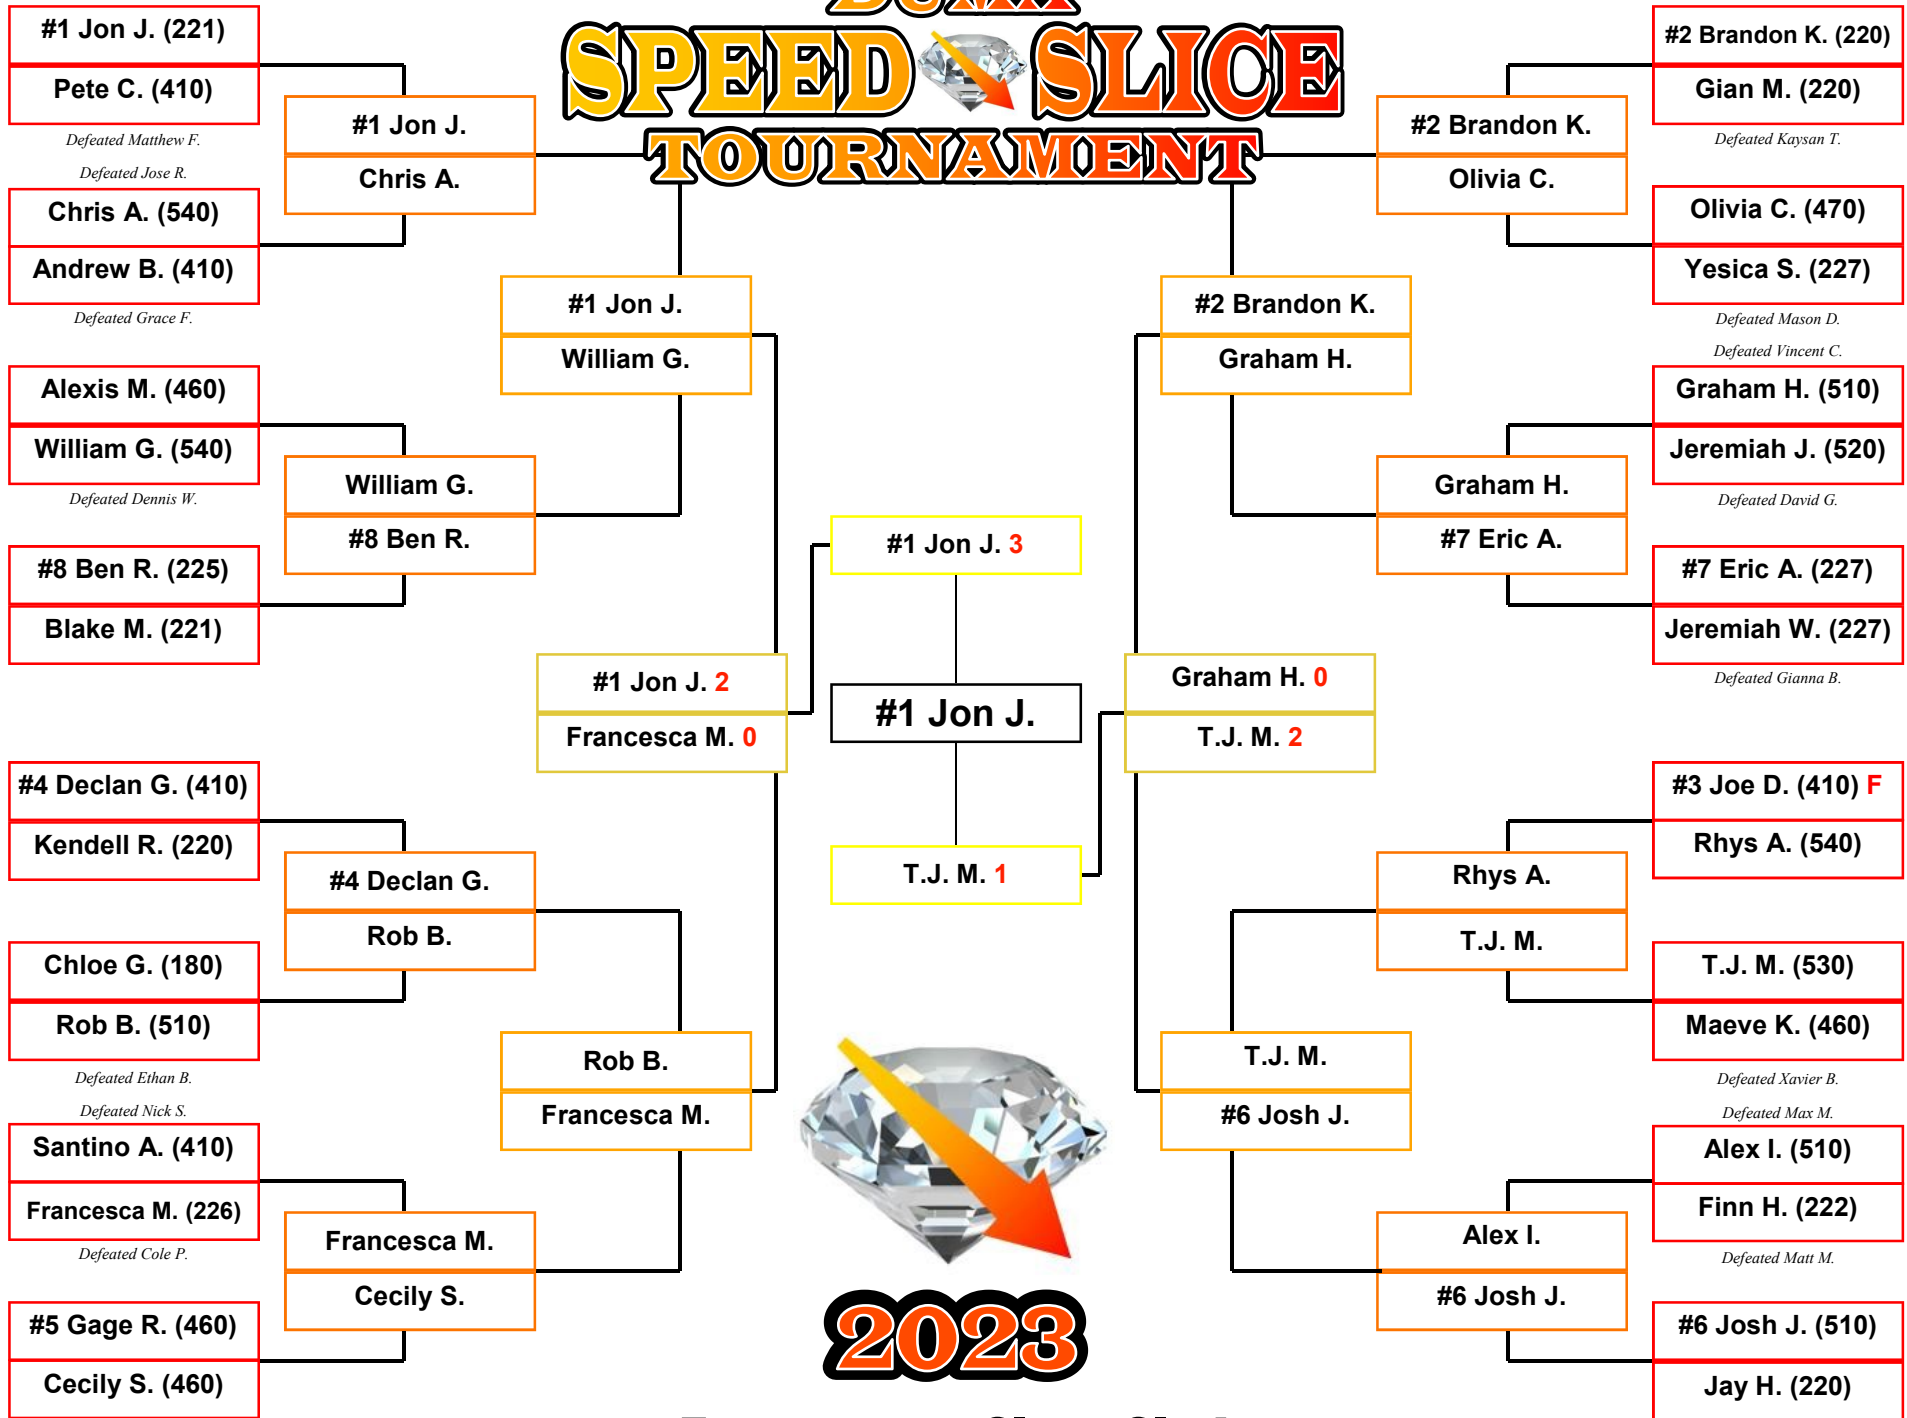 SPEED SLICE
TOURNAMENT
#1 Jon J. (221)
Pete C. (410)
Defeated Matthew F.
Defeated Jose R.
Chris A. (540)
Andrew B. (410)
Defeated Grace F.
Alexis M. (460)
William G. (540)
Defeated Dennis W.
#8 Ben R. (225)
Blake M. (221)
#4 Declan G. (410)
Kendell R. (220)
Chloe G. (180)
Rob B. (510)
Defeated Ethan B.
Defeated Nick S.
Santino A. (410)
Francesca M. (226)
Defeated Cole P.
#5 Gage R. (460)
Cecily S. (460)
#1 Jon J.
Chris A.
William G.
#8 Ben R.
#4 Declan G.
Rob B.
Francesca M.
Cecily S.
#1 Jon J.
William G.
Rob B.
Francesca M.
#1 Jon J. 2
Francesca M. 0
#1 Jon J. 3
#1 Jon J.
T.J. M. 1
Graham H. 0
T.J. M. 2
#2 Brandon K.
Graham H.
T.J. M.
#6 Josh J.
#2 Brandon K.
Olivia C.
Graham H.
#7 Eric A.
Rhys A.
T.J. M.
Alex I.
#6 Josh J.
#2 Brandon K. (220)
Gian M. (220)
Defeated Kaysan T.
Olivia C. (470)
Yesica S. (227)
Defeated Mason D.
Defeated Vincent C.
Graham H. (510)
Jeremiah J. (520)
Defeated David G.
#7 Eric A. (227)
Jeremiah W. (227)
Defeated Gianna B.
#3 Joe D. (410) F
Rhys A. (540)
T.J. M. (530)
Maeve K. (460)
Defeated Xavier B.
Defeated Max M.
Alex I. (510)
Finn H. (222)
Defeated Matt M.
#6 Josh J. (510)
Jay H. (220)
2023